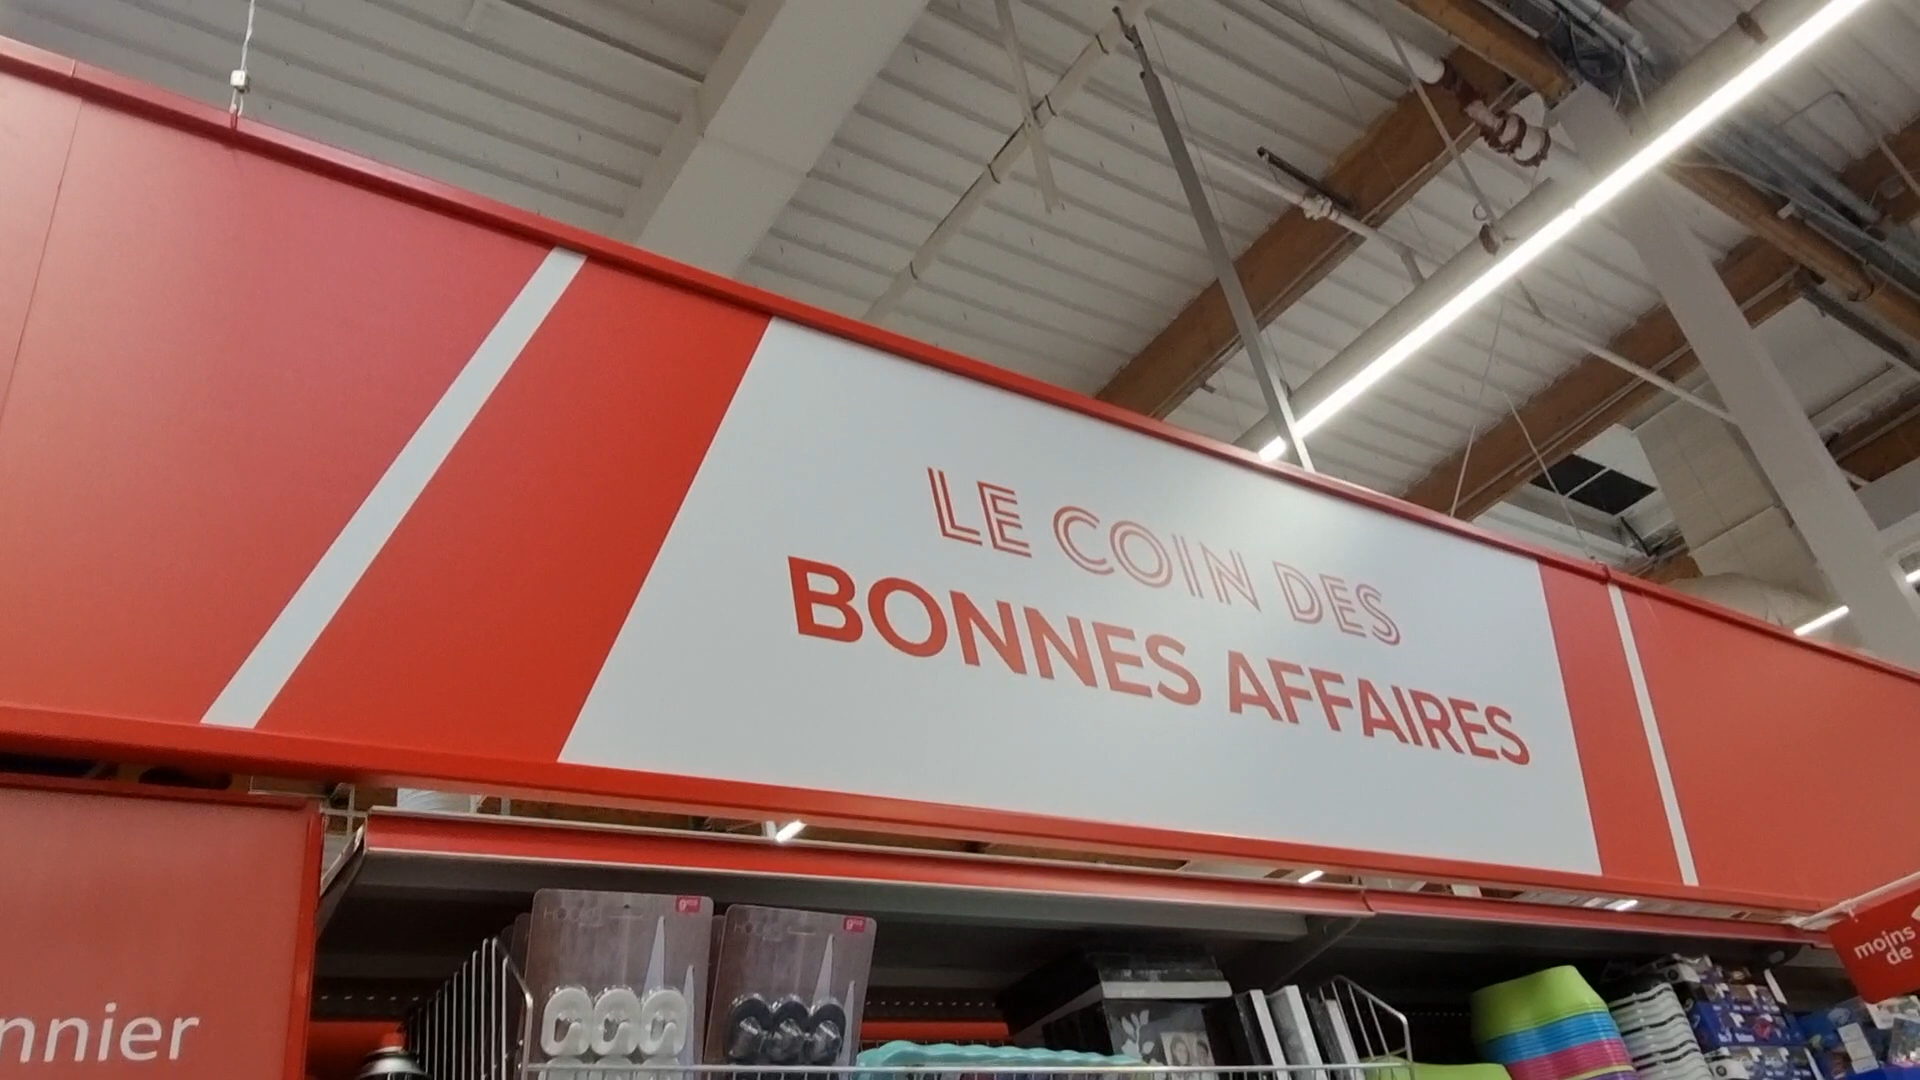 LE COIN DES
BONNES AFFAIRES
nnier
moins
de